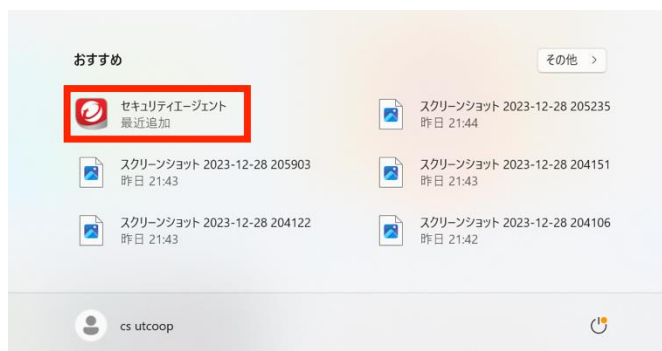 おすすめ
その他 >
セキュリティエージェント
最近追加
スクリーンショット 2023-12-28 205235
昨日 21:44
スクリーンショット 2023-12-28 205903
昨日 21:43
スクリーンショット 2023-12-28 204151
昨日 21:43
スクリーンショット 2023-12-28 204122
昨日 21:43
スクリーンショット 2023-12-28 204106
昨日 21:42
cs utcoop